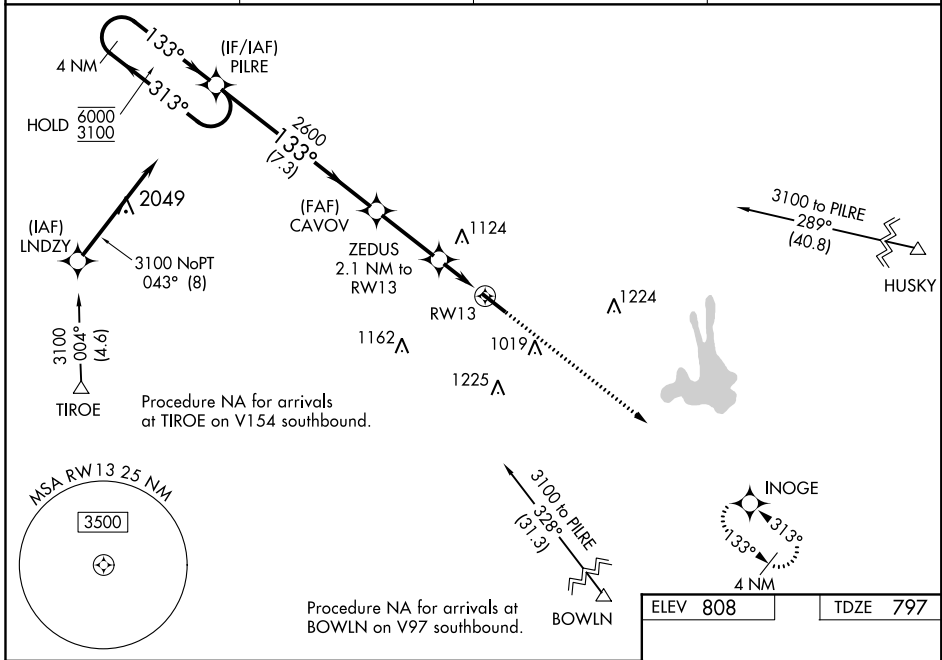 133°
(IF/IAF)
PILRE
4 NM
313°
HOLD 6000
3100
2600
133°
(7.3)
2049
(IAF)
LNDZY
3100 NoPT
043° (8)
(FAF)
CAVOV
1124
ZEDUS
2.1 NM to
RW13
3100 to PILRE
289°
(40.8)
HUSKY
RW13
1224
3100
004°
(4.6)
1162
1019
1225
TIROE
Procedure NA for arrivals
at TIROE on V154 southbound.
MSA RW13 25 NM
3500
3100 to PILRE
328°
(31.3)
INOGE
313°
133°
4 NM
Procedure NA for arrivals at
BOWLN on V97 southbound.
BOWLN
ELEV 808
TDZE 797